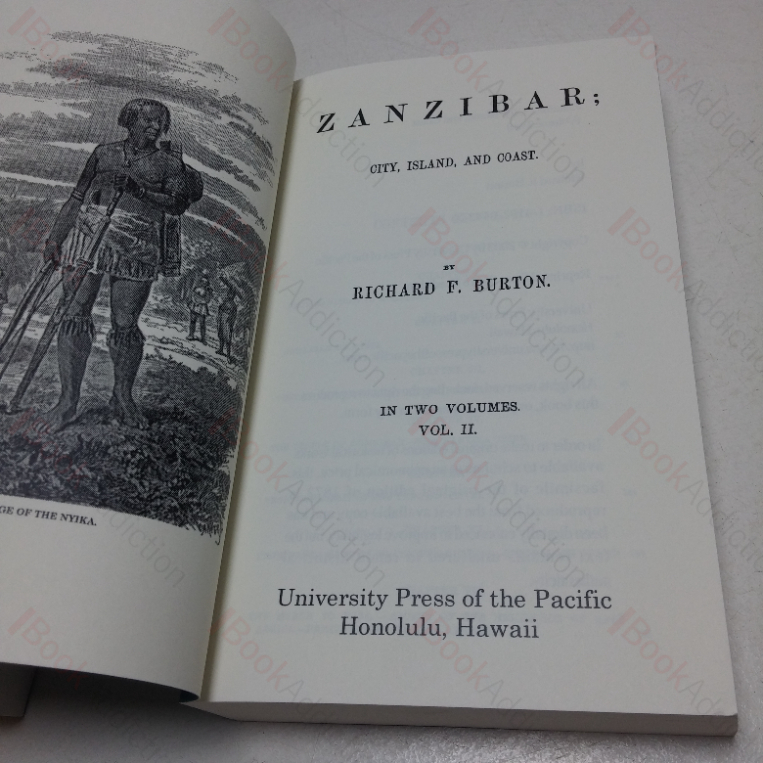 GE OF THE NYIKA.
ZANZIBAR;
CITY, ISLAND, AND COAST.
BY
RICHARD F. BURTON.
IN TWO VOLUMES.
VOL. II.
University Press of the Pacific
Honolulu, Hawaii
BookAddiction